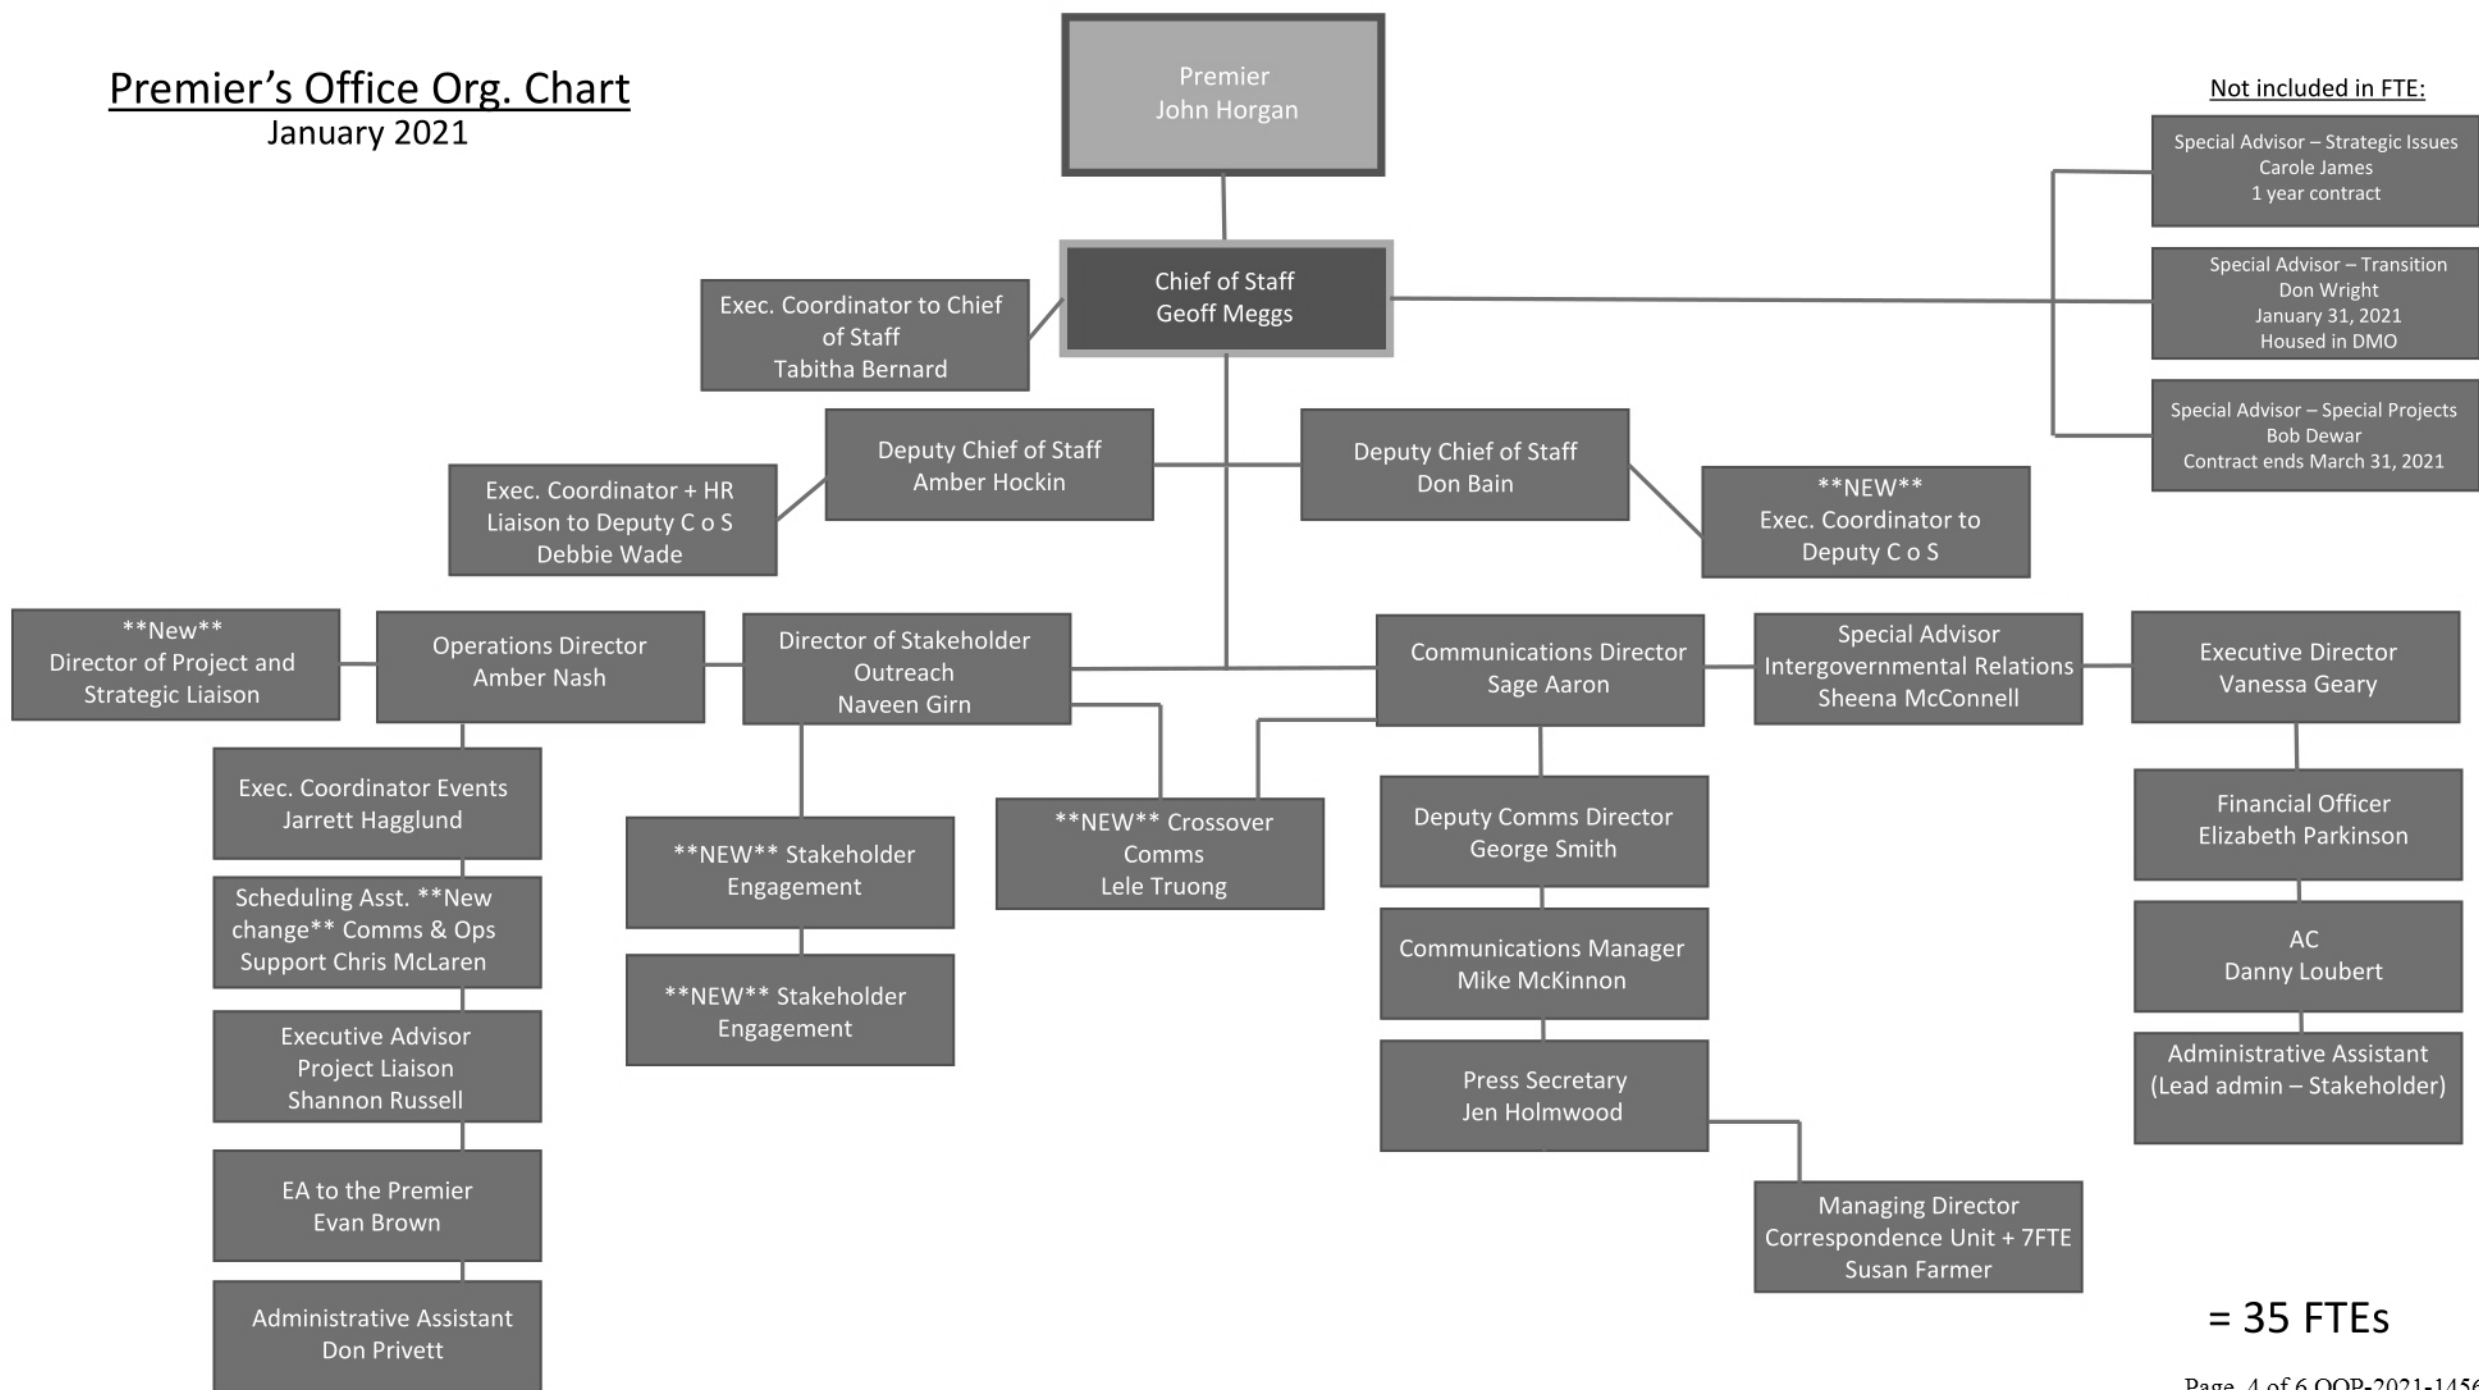 Premier’s Office Org. Chart
January 2021
Premier
John Horgan
Not included in FTE:
Special Advisor – Strategic Issues
Carole James
1 year contract
Special Advisor – Transition
Don Wright
January 31, 2021
Housed in DMO
Special Advisor – Special Projects
Bob Dewar
Contract ends March 31, 2021
Chief of Staff
Geoff Meggs
Exec. Coordinator to Chief
of Staff
Tabitha Bernard
Deputy Chief of Staff
Amber Hockin
Deputy Chief of Staff
Don Bain
Exec. Coordinator + HR
Liaison to Deputy C o S
Debbie Wade
**NEW**
Exec. Coordinator to
Deputy C o S
**New**
Director of Project and
Strategic Liaison
Operations Director
Amber Nash
Director of Stakeholder
Outreach
Naveen Girn
Communications Director
Sage Aaron
Special Advisor
Intergovernmental Relations
Sheena McConnell
Executive Director
Vanessa Geary
Exec. Coordinator Events
Jarrett Hagglund
Scheduling Asst. **New
change** Comms & Ops
Support Chris McLaren
Executive Advisor
Project Liaison
Shannon Russell
EA to the Premier
Evan Brown
Administrative Assistant
Don Privett
**NEW** Stakeholder
Engagement
**NEW** Stakeholder
Engagement
**NEW** Crossover
Comms
Lele Truong
Deputy Comms Director
George Smith
Communications Manager
Mike McKinnon
Press Secretary
Jen Holmwood
Managing Director
Correspondence Unit + 7FTE
Susan Farmer
Financial Officer
Elizabeth Parkinson
AC
Danny Loubert
Administrative Assistant
(Lead admin – Stakeholder)
= 35 FTEs
Page 4 of 6 OOP-2021-1456